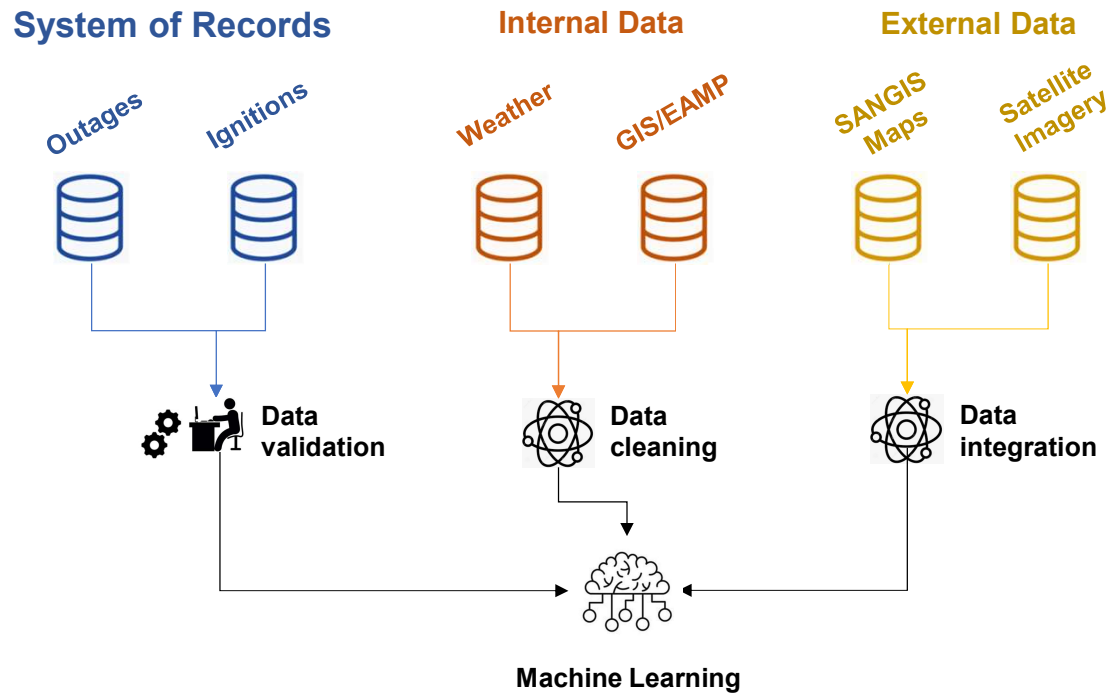 System of Records
Internal Data
External Data
Outages
Ignitions
Weather
GIS/EAMP
SANGIS
Maps
Satellite
Imagery
Data
validation
Data
cleaning
Data
integration
Machine Learning